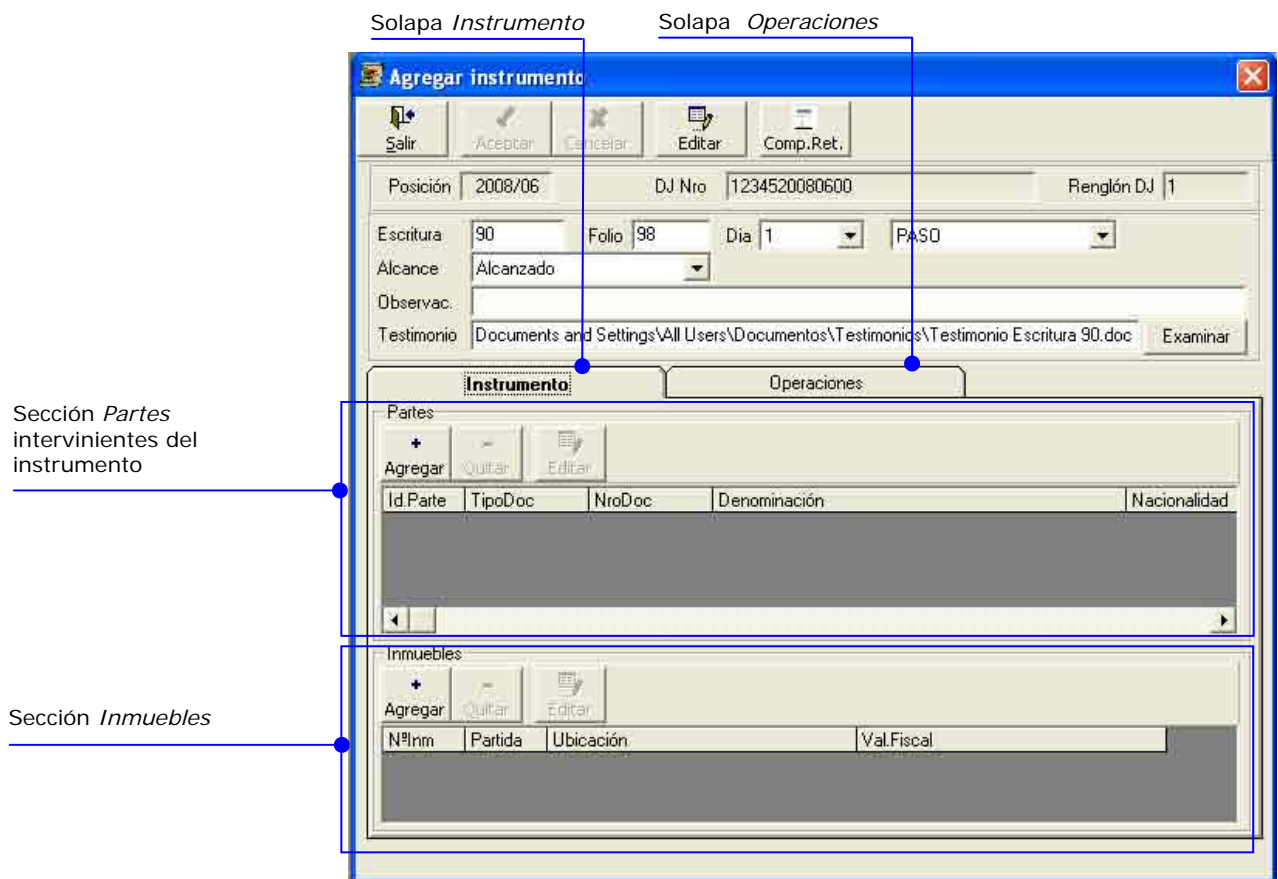 Solapa Instrumento Solapa Operaciones
Agregar instrumento
Salir Aceptar Cancelar Editar Comp.Ret.
Posición 2008/06 DJ Nro 1234520080600 Renglón DJ 1
Escritura 90 Folio 98 Dia 1 PASO
Alcance Alcanzado
Observac.
Testimonio Documents and Settings\All Users\Documentos\Testimonios\Testimonio Escritura 90.doc Examinar
Instrumento Operaciones
Sección Partes
intervinientes del
instrumento
Partes
Agregar Quitar Editar
Id.Parte TipoDoc NroDoc Denominación Nacionalidad
Sección Inmuebles
Inmuebles
Agregar Quitar Editar
NºInm Partida Ubicación Val.Fiscal